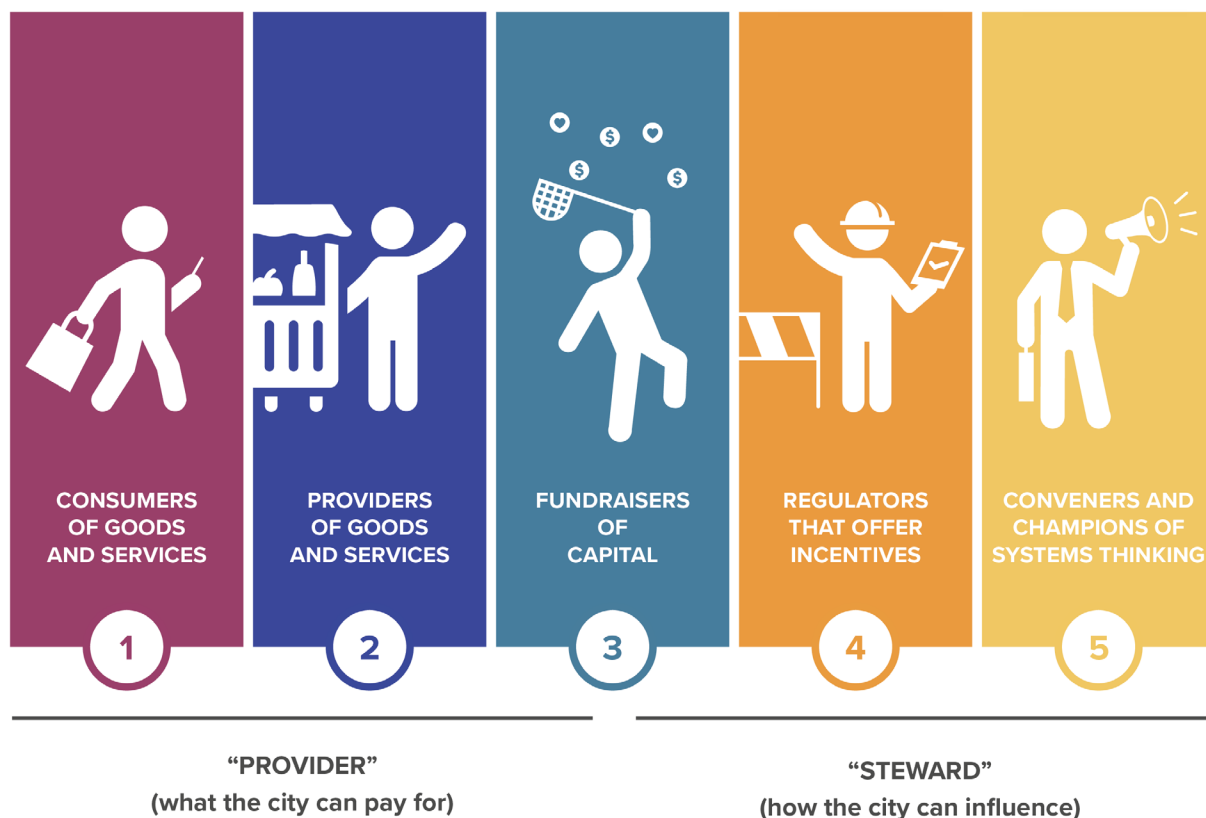 CONSUMERS
OF GOODS
AND SERVICES
PROVIDERS
OF GOODS
AND SERVICES
FUNDRAISERS
OF
CAPITAL
REGULATORS
THAT OFFER
INCENTIVES
CONVENERS AND
CHAMPIONS OF
SYSTEMS THINKING
1
2
3
4
5
“PROVIDER”
(what the city can pay for)
“STEWARD”
(how the city can influence)
$
$
$